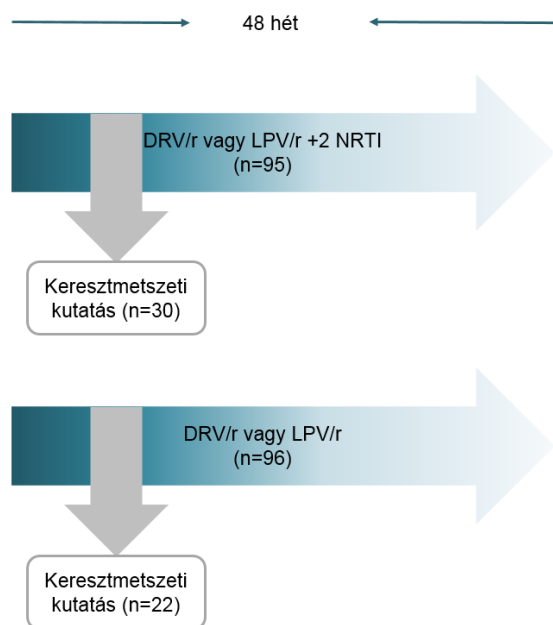 48 hét
DRV/r vagy LPV/r +2 NRTI
(n=95)
Keresztmetszeti
kutatás (n=30)
DRV/r vagy LPV/r
(n=96)
Keresztmetszeti
kutatás (n=22)